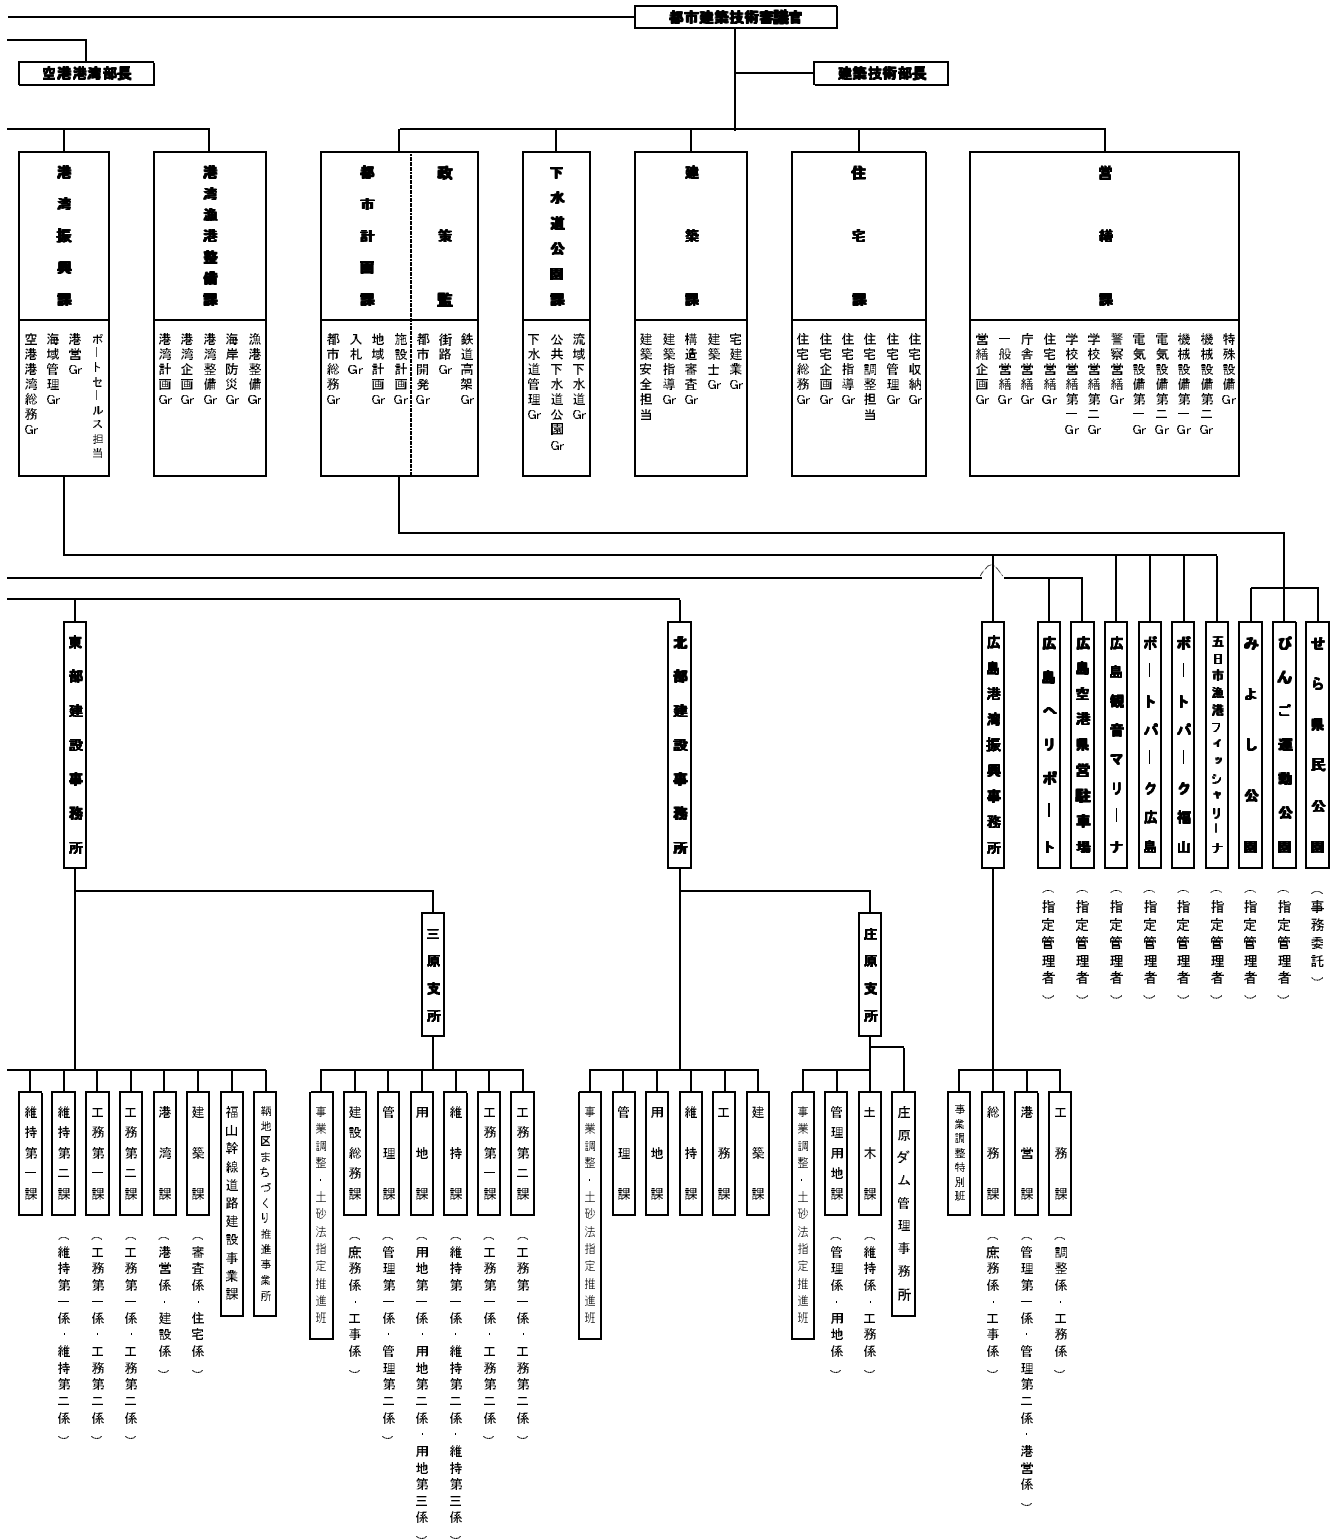 都市建築技術審議官
空港港湾部長
建築技術部長
港湾振興課
空港港湾総務Gr
海域管理Gr
港営Gr
ポートセールス担当
港湾漁港整備課
港湾計画Gr
港湾企画Gr
港湾整備Gr
海岸防災Gr
漁港整備Gr
都市計画課
政策監
都市総務Gr
入札Gr
地域計画Gr
施設計画Gr
都市開発Gr
街路Gr
鉄道高架Gr
下水道公園課
下水道管理Gr
公共下水道公園Gr
流域下水道Gr
建築課
建築安全担当
建築指導Gr
構造審査Gr
建築士Gr
宅建業Gr
住宅課
住宅総務Gr
住宅企画Gr
住宅指導Gr
住宅調整担当
住宅管理Gr
住宅収納Gr
営繕課
営繕企画Gr
一般営繕Gr
庁舎営繕Gr
住宅営繕Gr
学校営繕第一Gr
学校営繕第二Gr
警察営繕Gr
電気設備第一Gr
電気設備第二Gr
機械設備第一Gr
機械設備第二Gr
特殊設備Gr
東部建設事務所
北部建設事務所
広島港湾振興事務所
広島ヘリポート
(指定管理者)
広島空港県営駐車場
(指定管理者)
広島観音マリーナ
(指定管理者)
ボートパーク広島
(指定管理者)
ボートパーク福山
(指定管理者)
五日市漁港フィッシャリーナ
(指定管理者)
みよし公園
(指定管理者)
びんご運動公園
(指定管理者)
せら県民公園
(事務委託)
三原支所
庄原支所
維持第一課
維持第二課
(維持第一係・維持第二係)
工務第一課
(工務第一係・工務第二係)
工務第二課
(工務第一係・工務第二係)
港湾課
(港営係・建設係)
建築課
(審査係・住宅係)
福山幹線道路建設事業課
鞆地区まちづくり推進事業所
事業調整・土砂法指定推進班
建設総務課
(庶務係・工事係)
管理課
(管理第一係・管理第二係)
用地課
(用地第一係・用地第二係・用地第三係)
維持課
(維持第一係・維持第二係・維持第三係)
工務第一課
(工務第一係・工務第二係)
工務第二課
(工務第一係・工務第二係)
事業調整・土砂法指定推進班
管理課
用地課
維持課
工務課
建築課
事業調整・土砂法指定推進班
管理用地課
(管理係・用地係)
土木課
(維持係・工務係)
庄原ダム管理事務所
事業調整特別班
総務課
(庶務係・工事係)
港営課
(管理第一係・管理第二係・港営係)
工務課
(調整係・工務係)